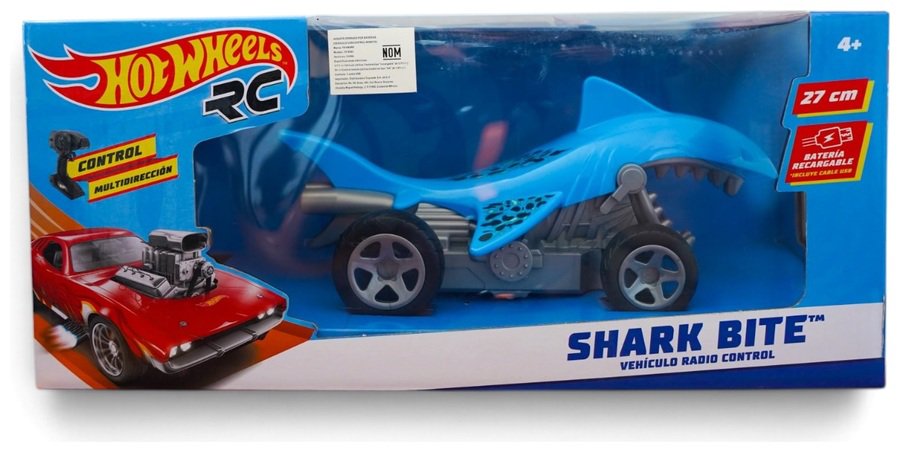 HOT WHEELS
RC
NOM
4+
27 cm
CONTROL
MULTIDIRECCIÓN
BATERÍA
RECARGABLE
*INCLUYE CABLE USB
SHARK BITE™
VEHÍCULO RADIO CONTROL